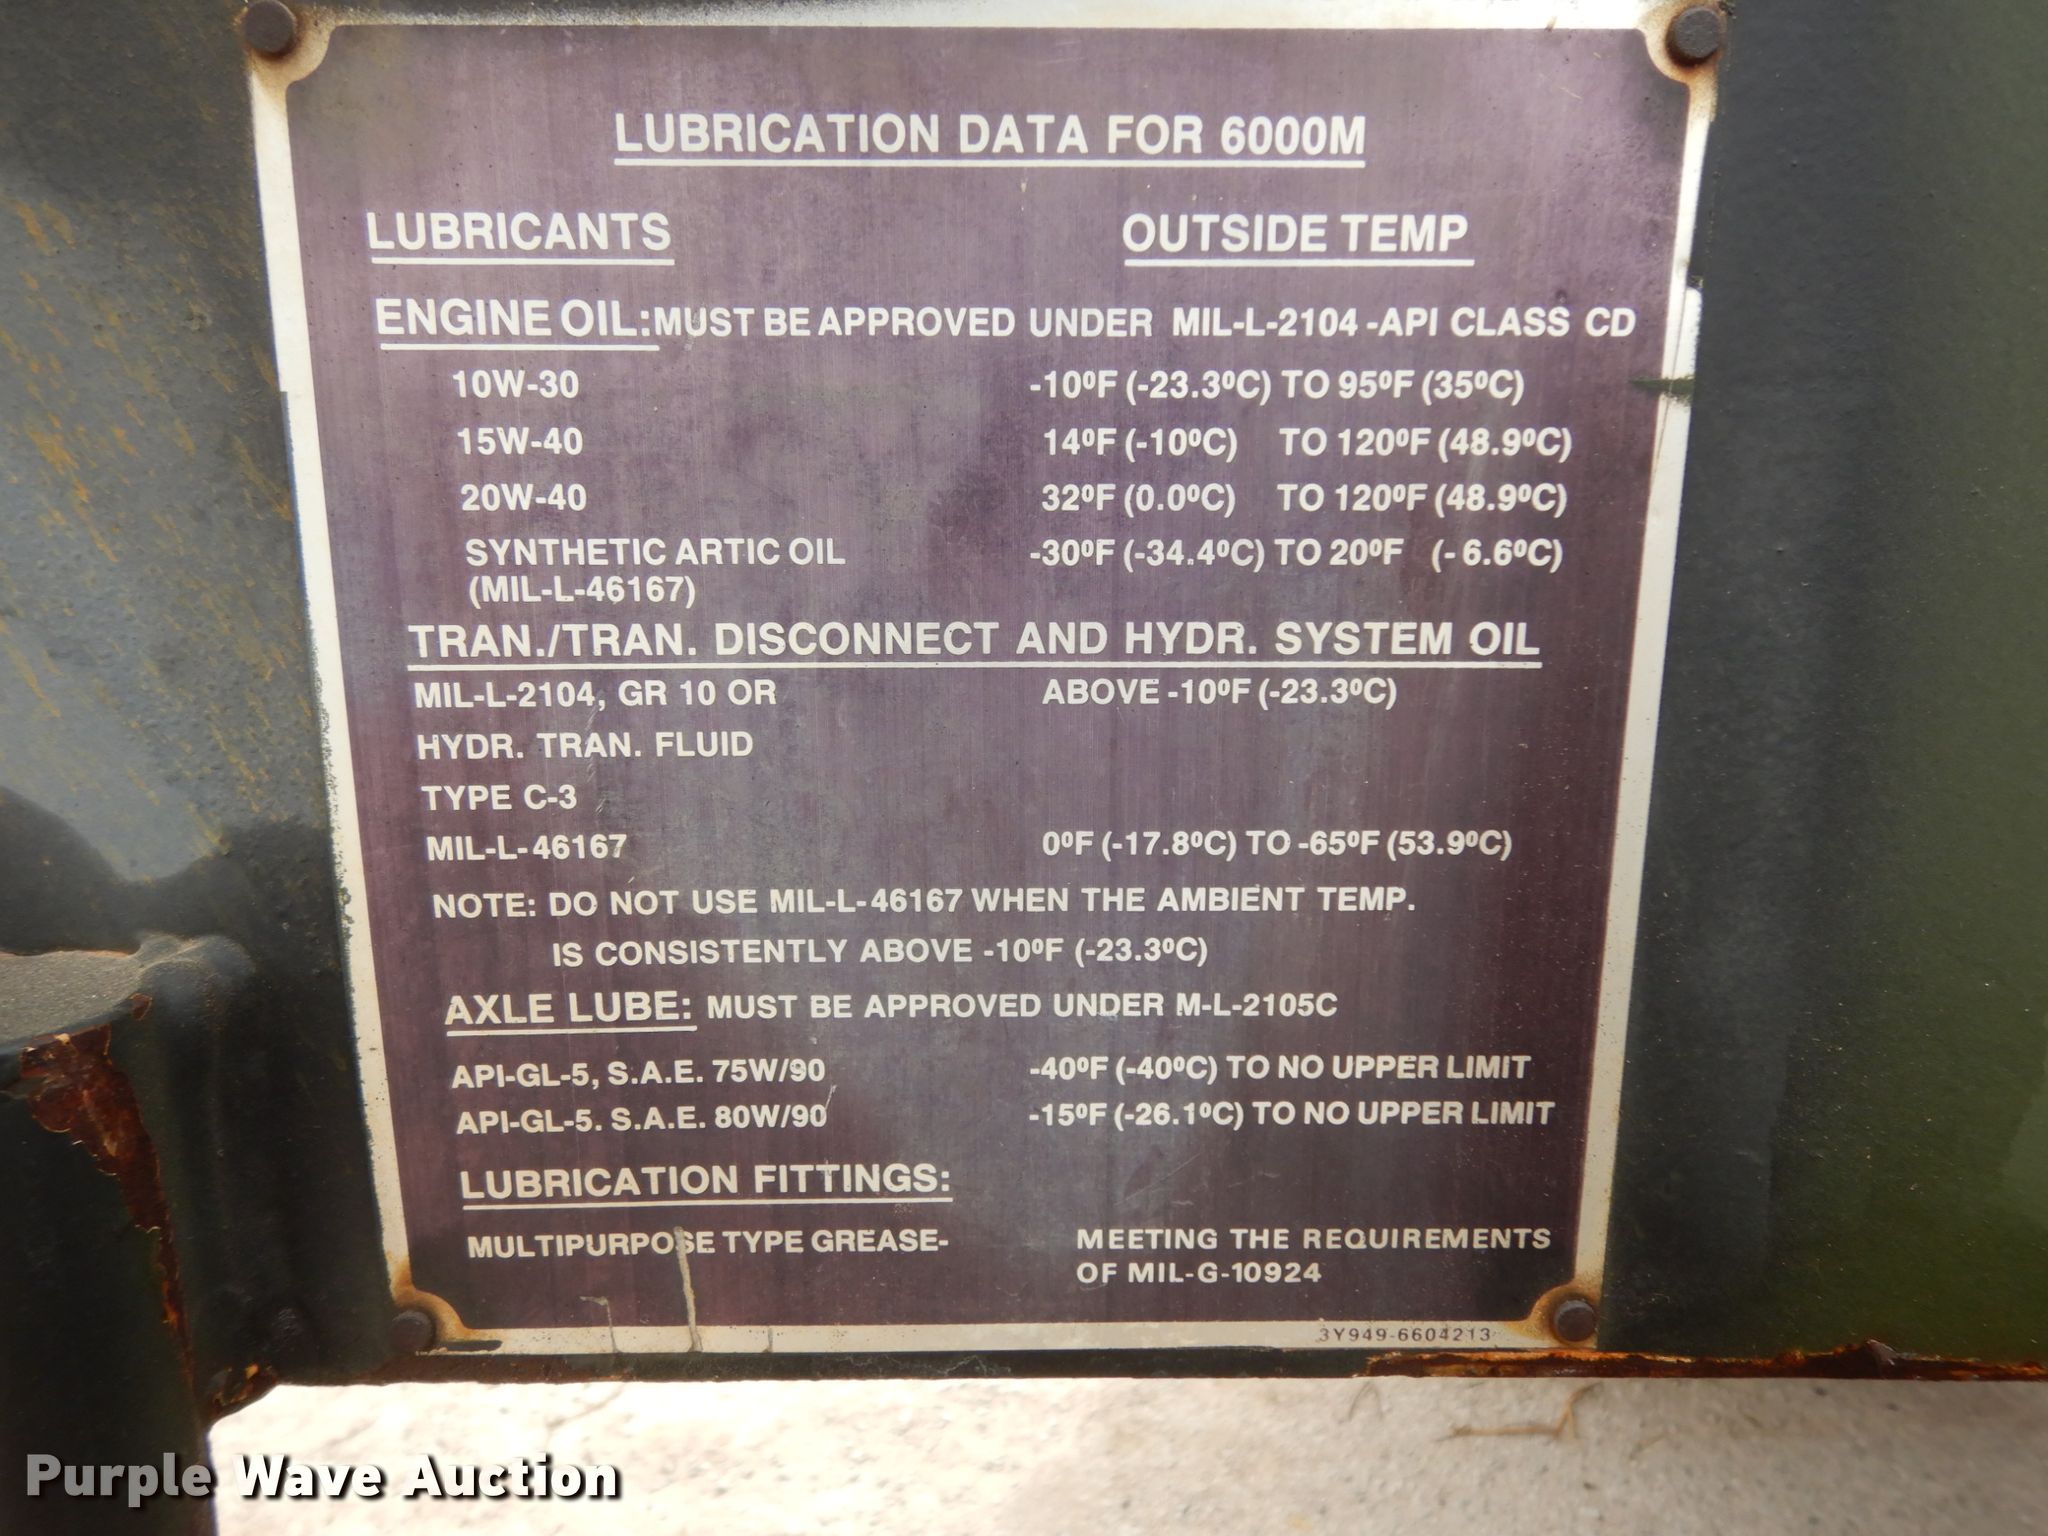 LUBRICATION DATA FOR 6000M
LUBRICANTS OUTSIDE TEMP
ENGINE OIL: MUST BE APPROVED UNDER MIL-L-2104 -API CLASS CD
10W-30 -10ºF (-23.3ºC) TO 95ºF (35ºC)
15W-40 14ºF (-10ºC) TO 120ºF (48.9ºC)
20W-40 32ºF (0.0ºC) TO 120ºF (48.9ºC)
SYNTHETIC ARTIC OIL -30ºF (-34.4ºC) TO 20ºF (-6.6ºC)
(MIL-L-46167)
TRAN./TRAN. DISCONNECT AND HYDR. SYSTEM OIL
MIL-L-2104, GR 10 OR ABOVE -10ºF (-23.3ºC)
HYDR. TRAN. FLUID
TYPE C-3
MIL-L-46167 0ºF (-17.8ºC) TO -65ºF (53.9ºC)
NOTE: DO NOT USE MIL-L-46167 WHEN THE AMBIENT TEMP.
IS CONSISTENTLY ABOVE -10ºF (-23.3ºC)
AXLE LUBE: MUST BE APPROVED UNDER M-L-2105C
API-GL-5, S.A.E. 75W/90 -40ºF (-40ºC) TO NO UPPER LIMIT
API-GL-5. S.A.E. 80W/90 -15ºF (-26.1ºC) TO NO UPPER LIMIT
LUBRICATION FITTINGS:
MULTIPURPOSE TYPE GREASE- MEETING THE REQUIREMENTS
OF MIL-G-10924
3Y949-6604213
Purple Wave Auction